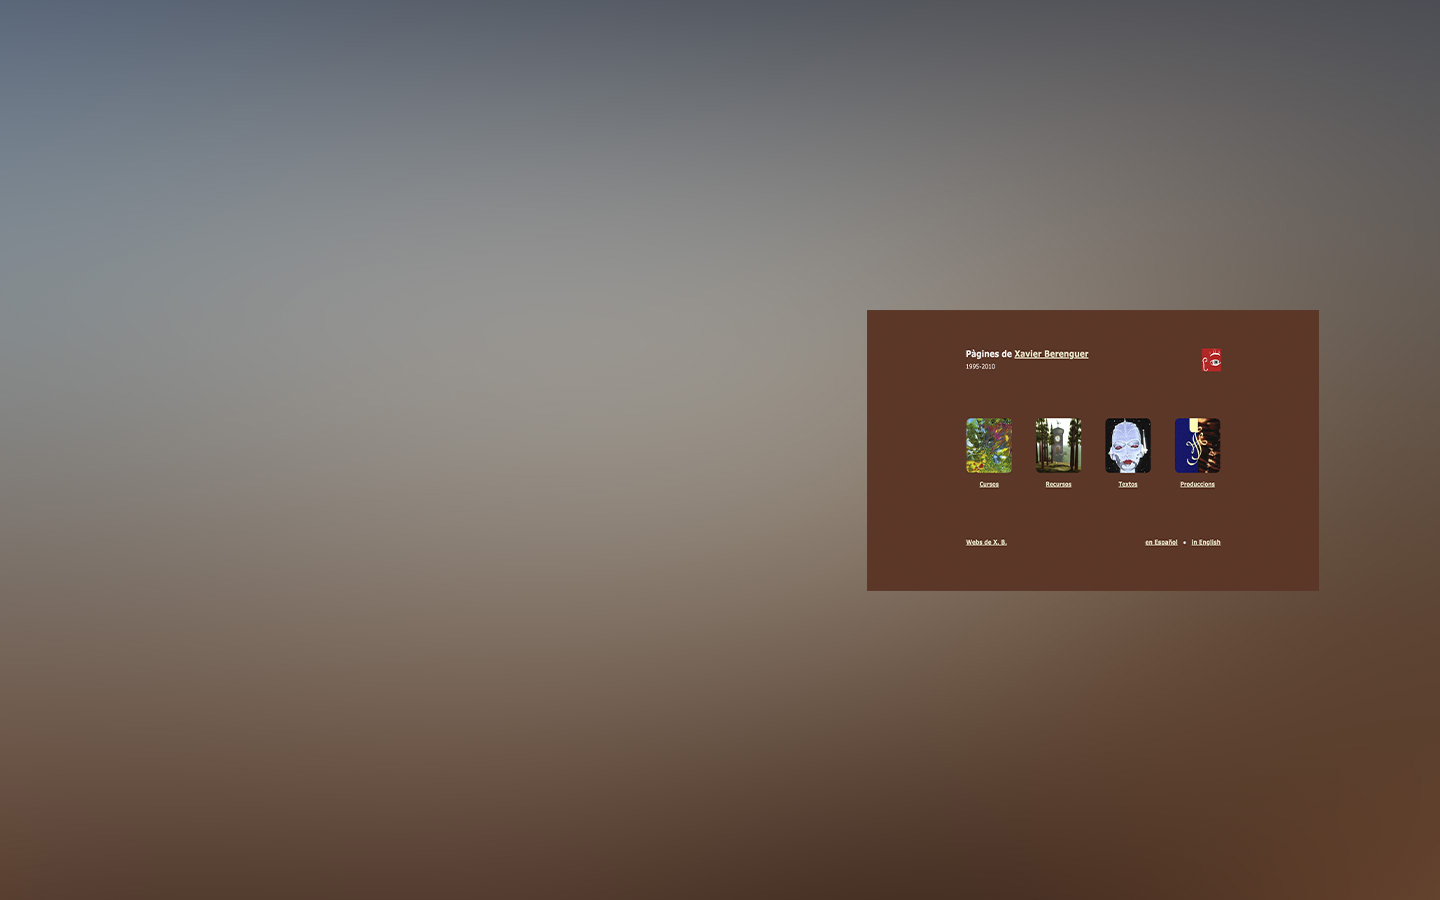 Pàgines de Xavier Berenguer
1995-2010
Cursos
Recursos
Textos
Produccions
Webs de X. B.
en Español • in English